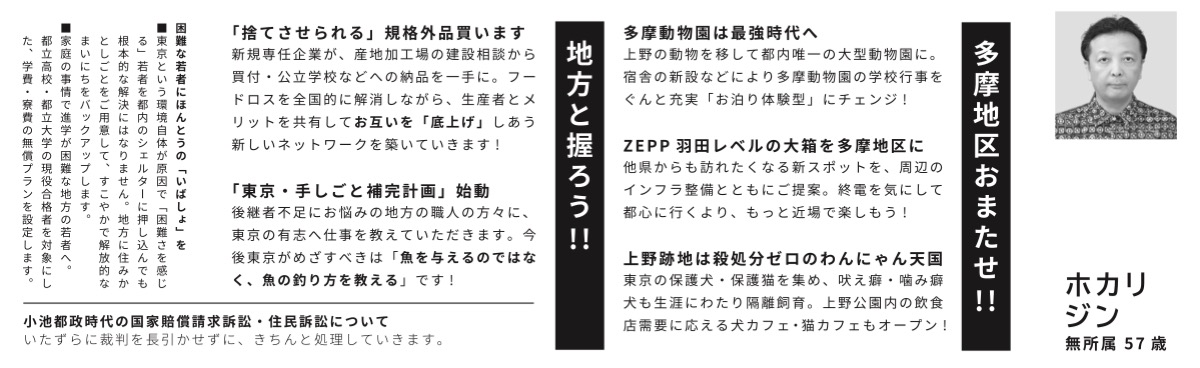 ホカリ
ジン
無所属 57 歳
多摩地区おまたせ!!
多摩動物園は最強時代へ
上野の動物を移して都内唯一の大型動物園に。
宿舎の新設などにより多摩動物園の学校行事を
ぐんと充実「お泊り体験型」にチェンジ！
ZEPP 羽田レベルの大箱を多摩地区に
他県からも訪れたくなる新スポットを、周辺の
インフラ整備とともにご提案。終電を気にして
都心に行くより、もっと近場で楽しもう！
上野跡地は殺処分ゼロのわんにゃん天国
東京の保護犬・保護猫を集め、吠え癖・噛み癖
犬も生涯にわたり隔離飼育。上野公園内の飲食
店需要に応える犬カフェ・猫カフェもオープン！
地方と握ろう!!
「捨てさせられる」規格外品買います
新規専任企業が、産地加工場の建設相談から
買付・公立学校などへの納品を一手に。フー
ドロスを全国的に解消しながら、生産者とメ
リットを共有してお互いを「底上げ」しあう
新しいネットワークを築いていきます！
「東京・手しごと補完計画」始動
後継者不足にお悩みの地方の職人の方々に、
東京の有志へ仕事を教えていただきます。今
後東京がめざすべきは「魚を与えるのではな
く、魚の釣り方を教える」です！
困難な若者にほんとうの「いばしょ」を
■東京という環境自体が原因で「困難さを感じ
る」若者を都内のシェルターに押し込んでも
根本的な解決にはなりません。地方に住みか
としごとをご用意して、すこやかで解放的な
まいにちをバックアップします。
■家庭の事情で進学が困難な地方の若者へ。
都立高校・都立大学の現役合格者を対象にし
た、学費・寮費の無償プランを設定します。
小池都政時代の国家賠償請求訴訟・住民訴訟について
いたずらに裁判を長引かせずに、きちんと処理していきます。